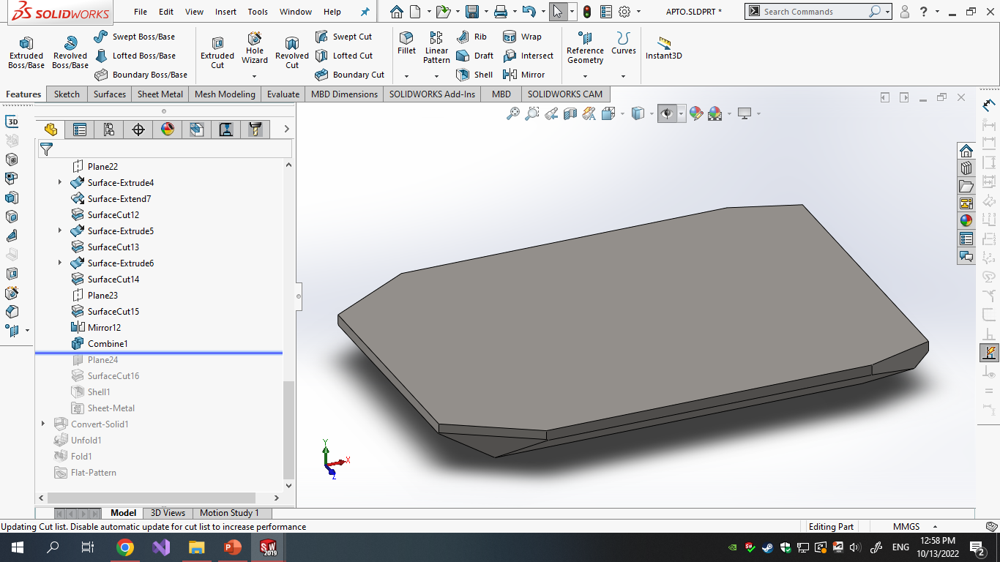 SOLIDWORKS File Edit View Insert Tools Window Help APTO.SLDPRT * Search Commands ?
Extruded Boss/Base
Revolved Boss/Base
Swept Boss/Base
Lofted Boss/Base
Boundary Boss/Base
Extruded Cut
Hole Wizard
Revolved Cut
Swept Cut
Lofted Cut
Boundary Cut
Fillet
Linear Pattern
Rib
Draft
Shell
Wrap
Intersect
Mirror
Reference Geometry
Curves
Instant3D
Features Sketch Surfaces Sheet Metal Mesh Modeling Evaluate MBD Dimensions SOLIDWORKS Add-Ins MBD SOLIDWORKS CAM
3D
Plane22
Surface-Extrude4
Surface-Extend7
SurfaceCut12
Surface-Extrude5
SurfaceCut13
Surface-Extrude6
SurfaceCut14
Plane23
SurfaceCut15
Mirror12
Combine1
Plane24
SurfaceCut16
Shell1
Sheet-Metal
Convert-Solid1
Unfold1
Fold1
Flat-Pattern
Y
X
Z
Model 3D Views Motion Study 1
Updating Cut list. Disable automatic update for cut list to increase performance Editing Part MMGS
SW 2019 ENG 12:58 PM
10/13/2022 2